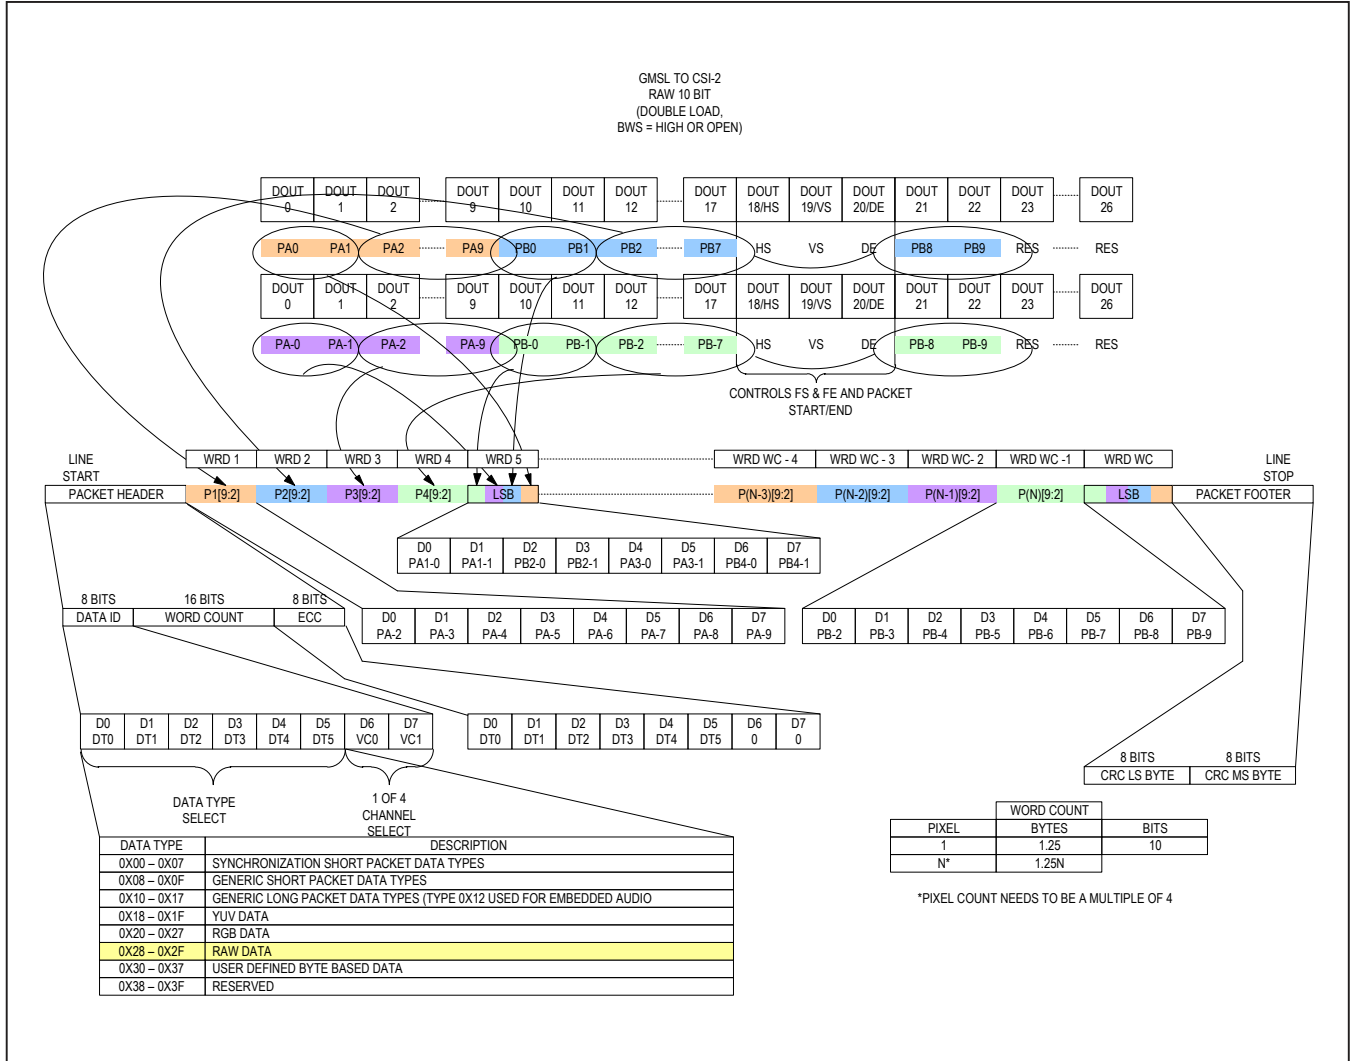 GMSL TO CSI-2
RAW 10 BIT
(DOUBLE LOAD,
BWS = HIGH OR OPEN)
DOUT 0 DOUT 1 DOUT 2 DOUT 9 DOUT 10 DOUT 11 DOUT 12 DOUT 17 DOUT 18/HS DOUT 19/VS DOUT 20/DE DOUT 21 DOUT 22 DOUT 23 DOUT 26
PA0 PA1 PA2 PA9 PB0 PB1 PB2 PB7 HS VS DE PB8 PB9 RES RES
DOUT 0 DOUT 1 DOUT 2 DOUT 9 DOUT 10 DOUT 11 DOUT 12 DOUT 17 DOUT 18/HS DOUT 19/VS DOUT 20/DE DOUT 21 DOUT 22 DOUT 23 DOUT 26
PA-0 PA-1 PA-2 PA-9 PB-0 PB-1 PB-2 PB-7 HS VS DE PB-8 PB-9 RES RES
CONTROLS FS & FE AND PACKET
START/END
LINE
START
WRD 1 WRD 2 WRD 3 WRD 4 WRD 5 WRD WC - 4 WRD WC - 3 WRD WC- 2 WRD WC -1 WRD WC
LINE
STOP
PACKET HEADER P1[9:2] P2[9:2] P3[9:2] P4[9:2] LSB P(N-3)[9:2] P(N-2)[9:2] P(N-1)[9:2] P(N)[9:2] LSB PACKET FOOTER
D0 D1 D2 D3 D4 D5 D6 D7
PA1-0 PA1-1 PB2-0 PB2-1 PA3-0 PA3-1 PB4-0 PB4-1
8 BITS 16 BITS 8 BITS
DATA ID WORD COUNT ECC
D0 D1 D2 D3 D4 D5 D6 D7
PA-2 PA-3 PA-4 PA-5 PA-6 PA-7 PA-8 PA-9
D0 D1 D2 D3 D4 D5 D6 D7
PB-2 PB-3 PB-4 PB-5 PB-6 PB-7 PB-8 PB-9
D0 D1 D2 D3 D4 D5 D6 D7
DT0 DT1 DT2 DT3 DT4 DT5 VC0 VC1
D0 D1 D2 D3 D4 D5 D6 D7
DT0 DT1 DT2 DT3 DT4 DT5 0 0
8 BITS 8 BITS
CRC LS BYTE CRC MS BYTE
DATA TYPE
SELECT
1 OF 4
CHANNEL
SELECT
WORD COUNT
PIXEL BYTES BITS
1 1.25 10
N* 1.25N
*PIXEL COUNT NEEDS TO BE A MULTIPLE OF 4
DATA TYPE DESCRIPTION
0X00 – 0X07 SYNCHRONIZATION SHORT PACKET DATA TYPES
0X08 – 0X0F GENERIC SHORT PACKET DATA TYPES
0X10 – 0X17 GENERIC LONG PACKET DATA TYPES (TYPE 0X12 USED FOR EMBEDDED AUDIO
0X18 – 0X1F YUV DATA
0X20 – 0X27 RGB DATA
0X28 – 0X2F RAW DATA
0X30 – 0X37 USER DEFINED BYTE BASED DATA
0X38 – 0X3F RESERVED